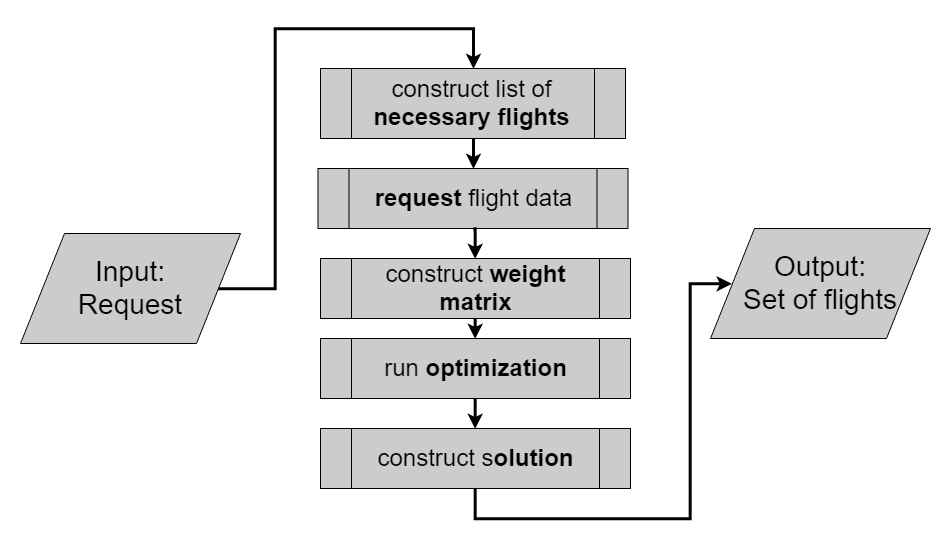 Input:
Request
construct list of
necessary flights
request flight data
construct weight
matrix
run optimization
construct solution
Output:
Set of flights